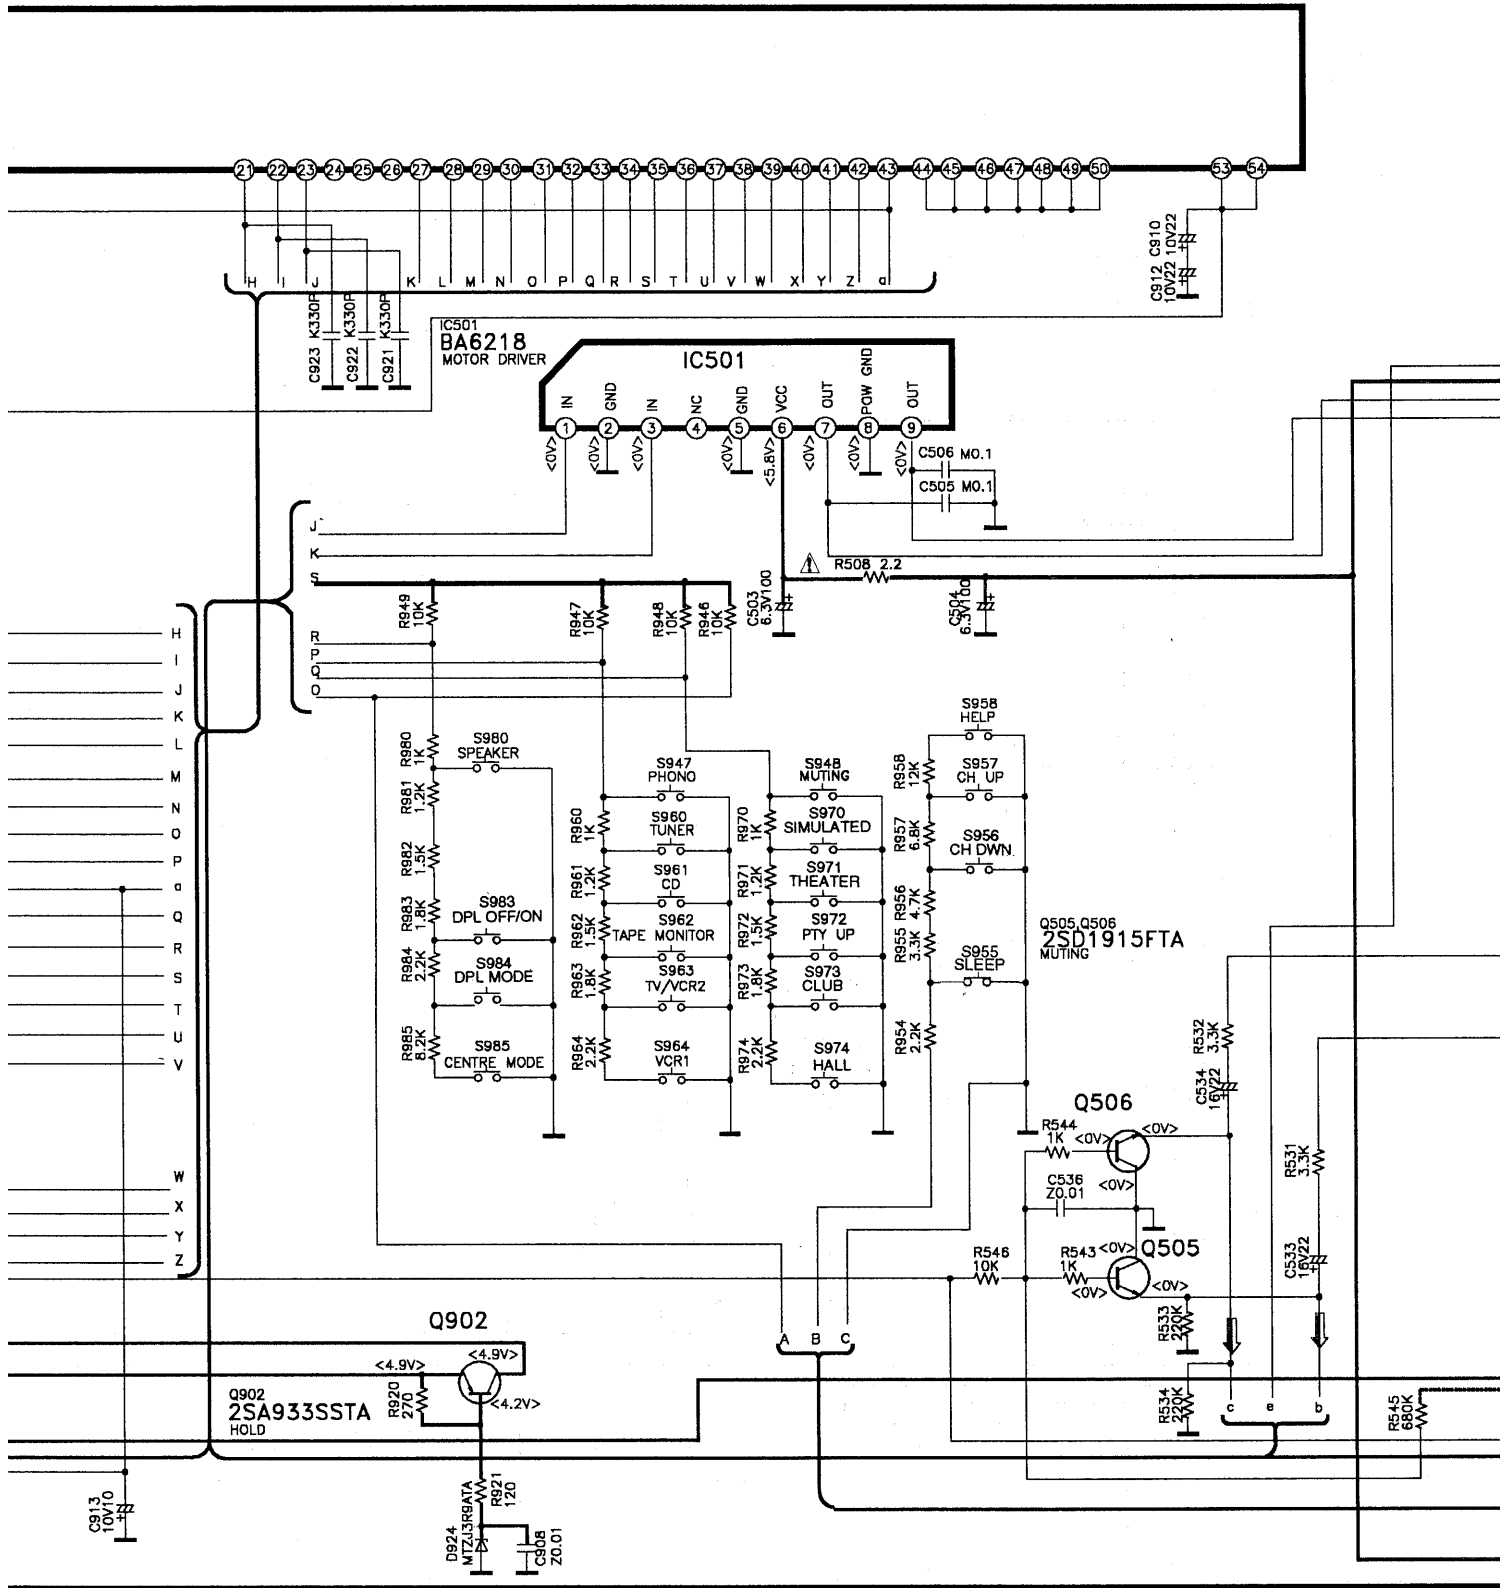 21 22 23 24 25 26 27 28 29 30 31 32 33 34 35 36 37 38 39 40 41 42 43 44 45 46 47 48 49 50 53 54
C910
10V22
C912
10V22
H I J K L M N O P Q R S T U V W X Y Z a
C923 K330P
C922 K330P
C921 K330P
IC501
BA6218
MOTOR DRIVER
IC501
IN GND IN NC GND VCC OUT POW GND OUT
1 2 3 4 5 6 7 8 9
<0V> <0V> <0V> <0V> <5.8V> <0V> <0V> <0V>
C506 M0.1
C505 M0.1
J
K
S
R508 2.2
C503
6.3V100
C504
6.3V100
R949
10K
R947
10K
R948
10K
R946
10K
R
P
Q
O
H
I
J
K
L
M
N
O
P
a
Q
R
S
T
U
V
W
X
Y
Z
R980
1K
R981
1.2K
R982
1.5K
R983
1.8K
R984
2.2K
R985
8.2K
S980
SPEAKER
S983
DPL OFF/ON
S984
DPL MODE
S985
CENTRE MODE
R960
1K
R961
1.2K
R962
1.5K
R963
1.8K
R964
2.2K
S947
PHONO
S960
TUNER
S961
CD
S962
TAPE MONITOR
S963
TV/VCR2
S964
VCR1
R970
1K
R971
1.2K
R972
1.5K
R973
1.8K
R974
2.2K
S948
MUTING
S970
SIMULATED
S971
THEATER
S972
PTY UP
S973
CLUB
S974
HALL
R958
12K
R957
6.8K
R956
4.7K
R955
3.3K
R954
2.2K
S958
HELP
S957
CH UP
S956
CH DWN
S955
SLEEP
Q505,Q506
2SD1915FTA
MUTING
R532
3.3K
C534
16V22
R531
3.3K
C533
16V22
Q506
R544
1K
<0V>
<0V>
<0V>
C536
Z0.01
Q505
R546
10K
R543
1K
<0V>
<0V>
<0V>
R533
220K
R534
220K
R545
680K
c e b
A B C
Q902
<4.9V>
<4.9V>
<4.2V>
R920
270
Q902
2SA933SSTA
HOLD
R921
120
D924
MTZJ3R9ATA
C908
Z0.01
C913
10V10